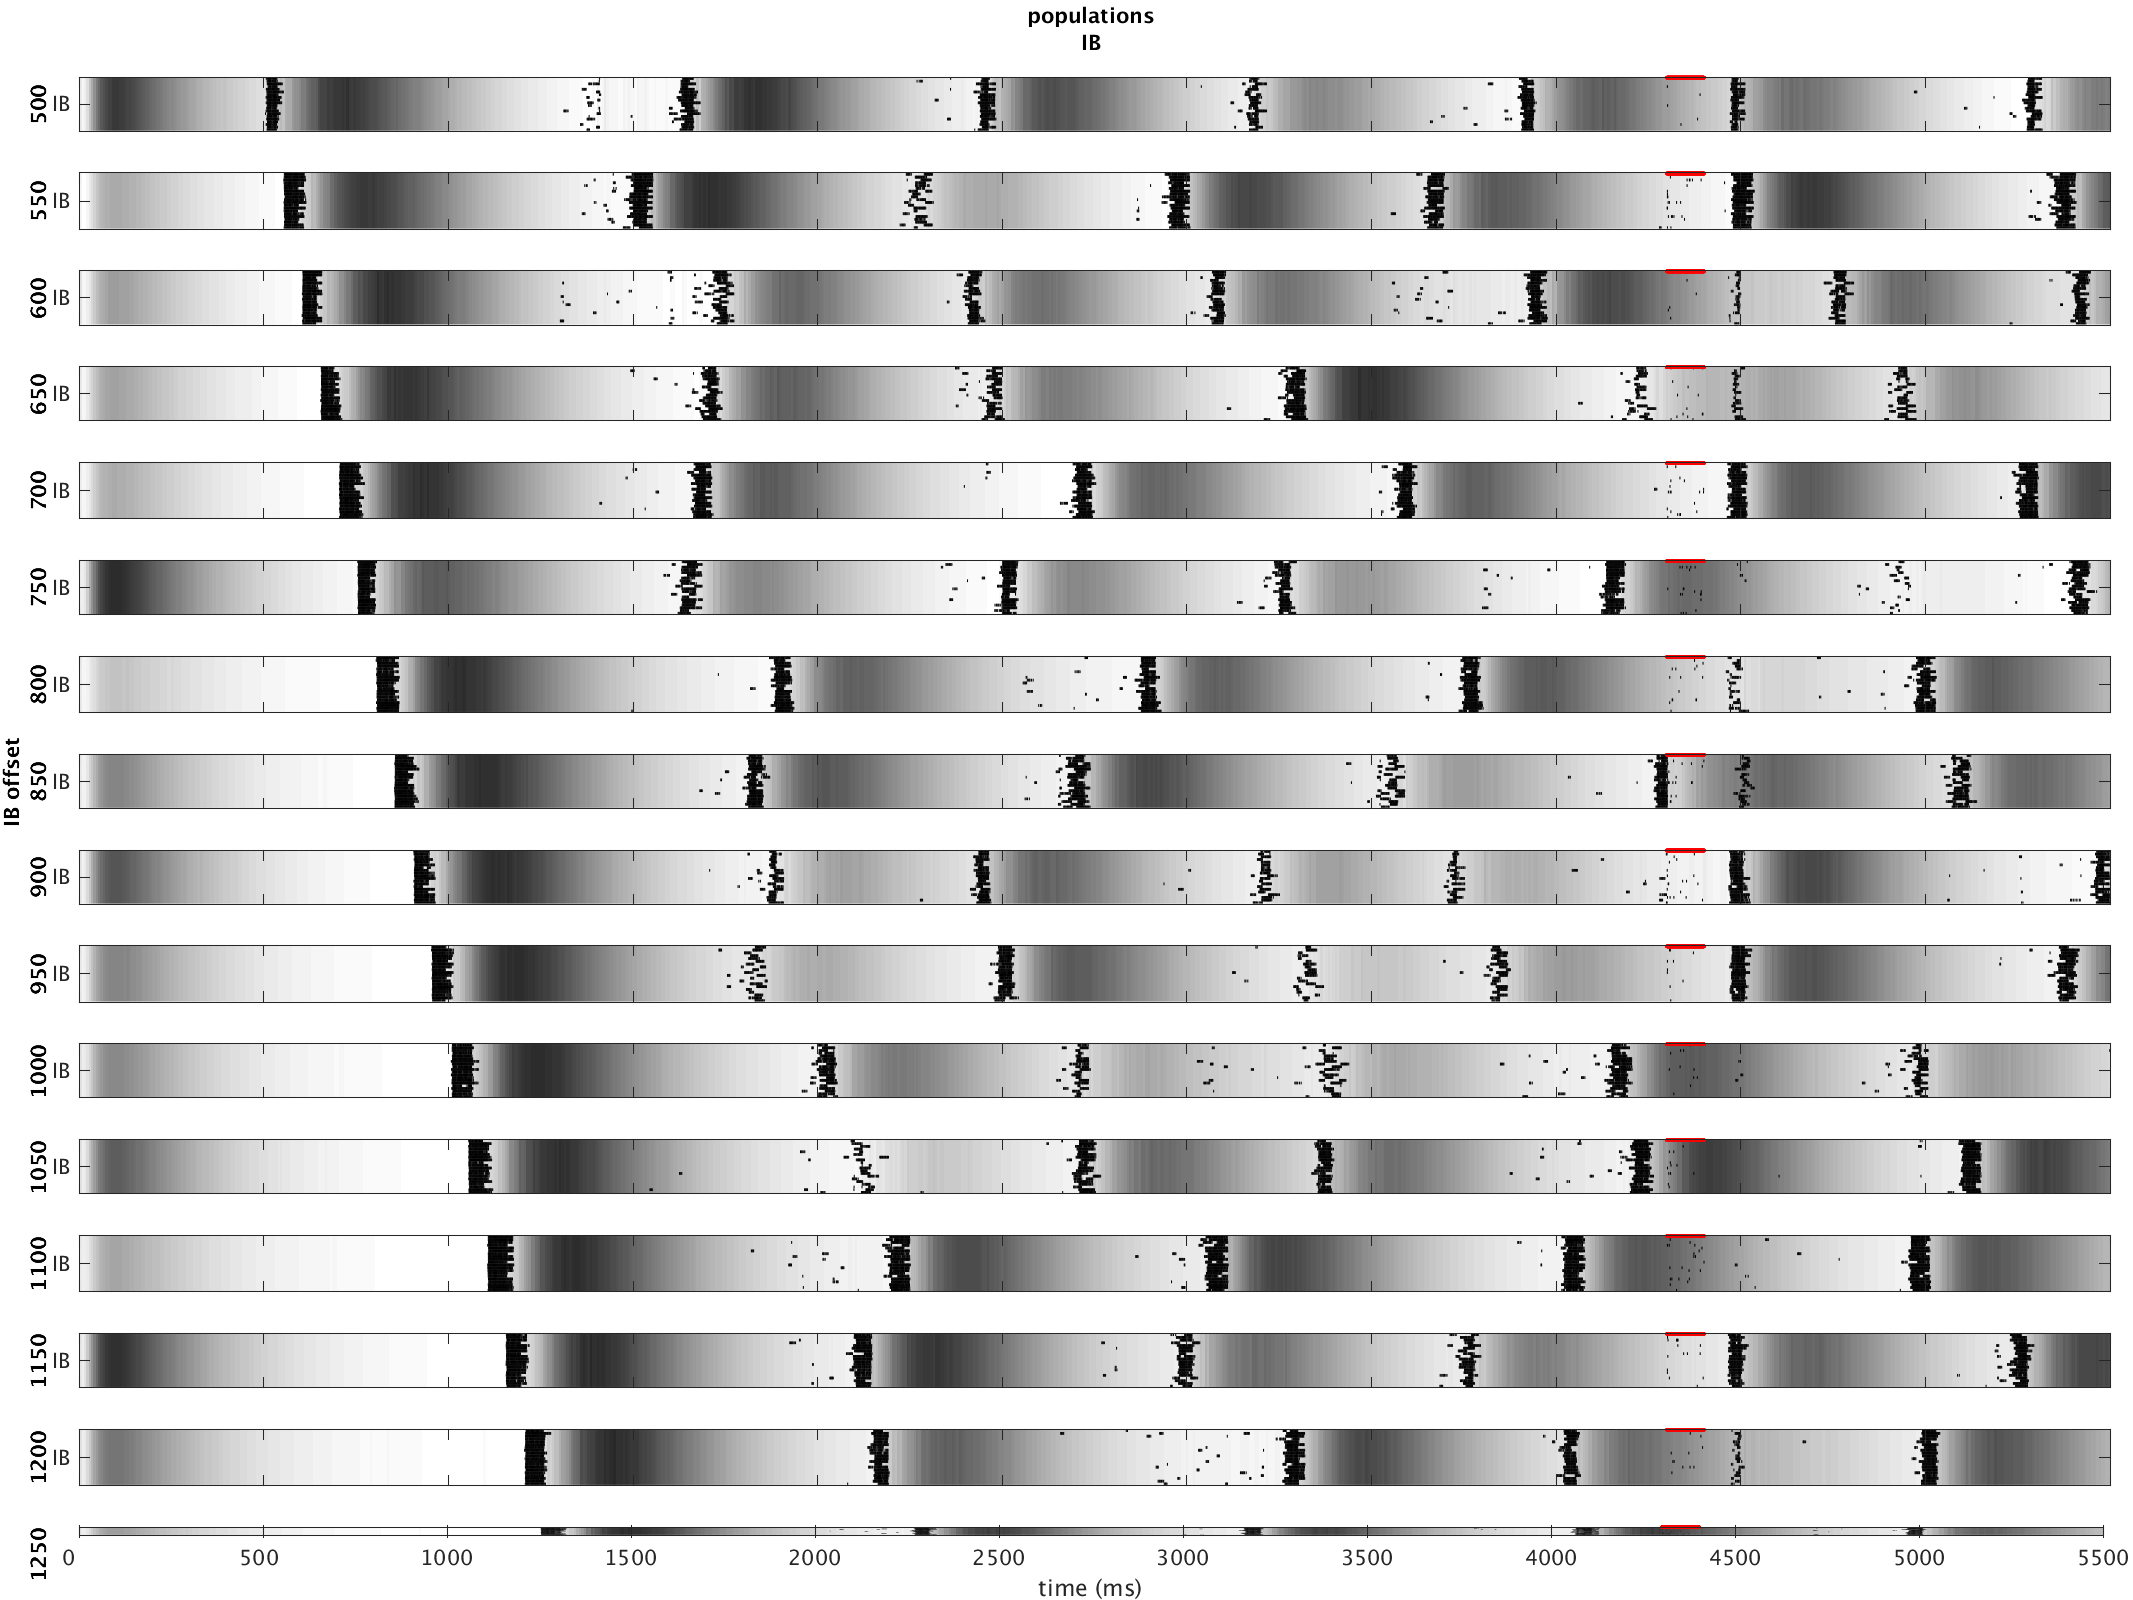 populations
IB
500 IB
550 IB
600 IB
650 IB
700 IB
750 IB
800 IB
IB offset
850 IB
900 IB
950 IB
1000 IB
1050 IB
1100 IB
1150 IB
1200 IB
1250
0 500 1000 1500 2000 2500 3000 3500 4000 4500 5000 5500
time (ms)